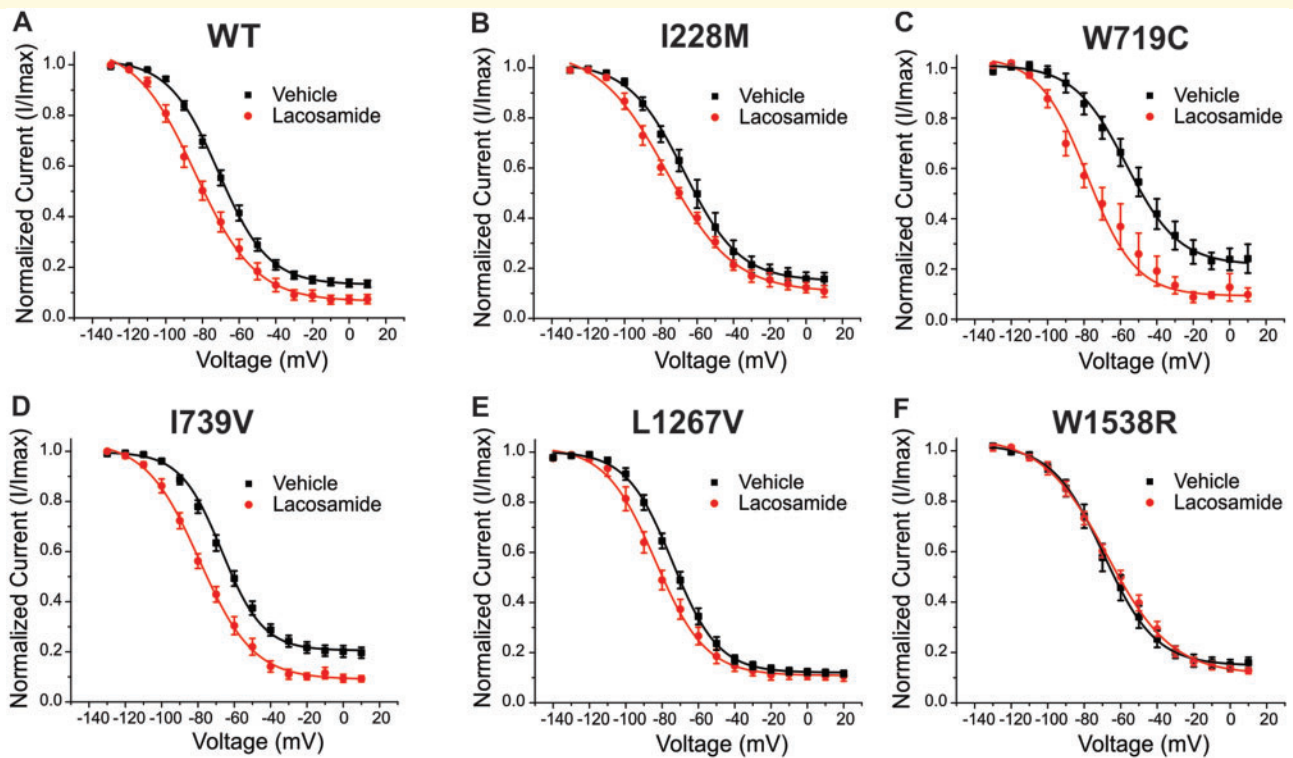 A
WT
Normalized Current (I/Imax)
1.0
0.8
0.6
0.4
0.2
0.0
Vehicle
Lacosamide
-140 -120 -100 -80 -60 -40 -20 0 20
Voltage (mV)
B
I228M
Normalized Current (I/Imax)
1.0
0.8
0.6
0.4
0.2
0.0
Vehicle
Lacosamide
-140 -120 -100 -80 -60 -40 -20 0 20
Voltage (mV)
C
W719C
Normalized Current (I/Imax)
1.0
0.8
0.6
0.4
0.2
0.0
Vehicle
Lacosamide
-140 -120 -100 -80 -60 -40 -20 0 20
Voltage (mV)
D
I739V
Normalized Current (I/Imax)
1.0
0.8
0.6
0.4
0.2
0.0
Vehicle
Lacosamide
-140 -120 -100 -80 -60 -40 -20 0 20
Voltage (mV)
E
L1267V
Normalized Current (I/Imax)
1.0
0.8
0.6
0.4
0.2
0.0
Vehicle
Lacosamide
-140 -120 -100 -80 -60 -40 -20 0 20
Voltage (mV)
F
W1538R
Normalized Current (I/Imax)
1.0
0.8
0.6
0.4
0.2
0.0
Vehicle
Lacosamide
-140 -120 -100 -80 -60 -40 -20 0 20
Voltage (mV)